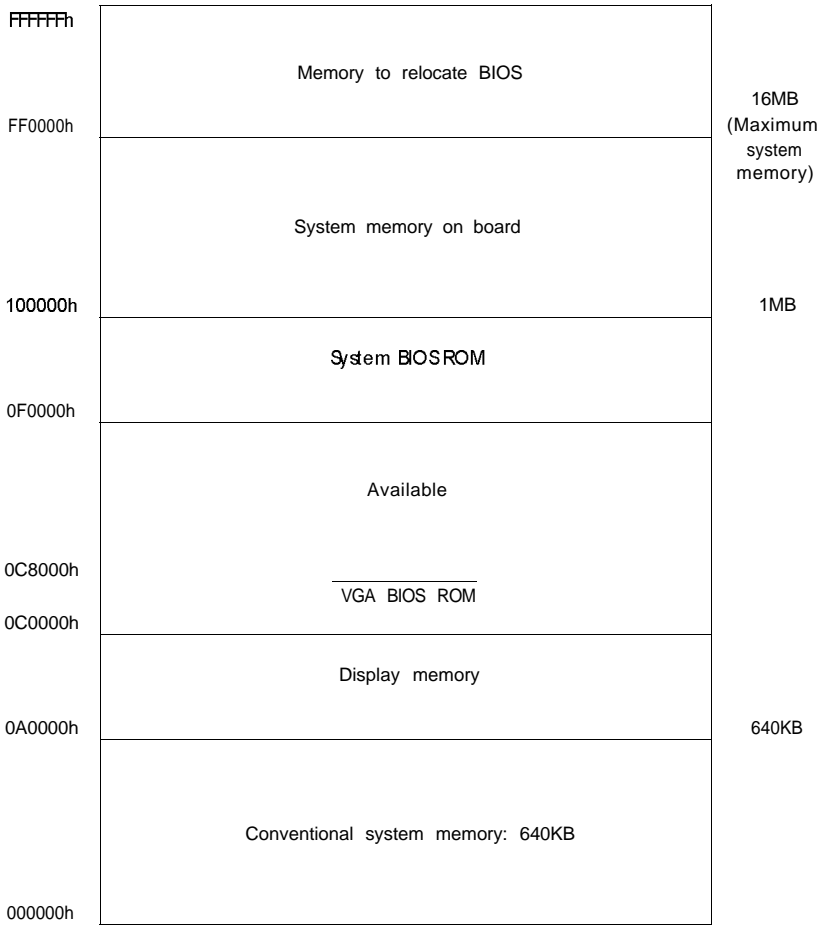 FFFFFFh
Memory to relocate BIOS
16MB
(Maximum
system
memory)
FF0000h
System memory on board
100000h
1MB
System BIOS ROM
0F0000h
Available
0C8000h
VGA BIOS ROM
0C0000h
Display memory
0A0000h
640KB
Conventional system memory: 640KB
000000h